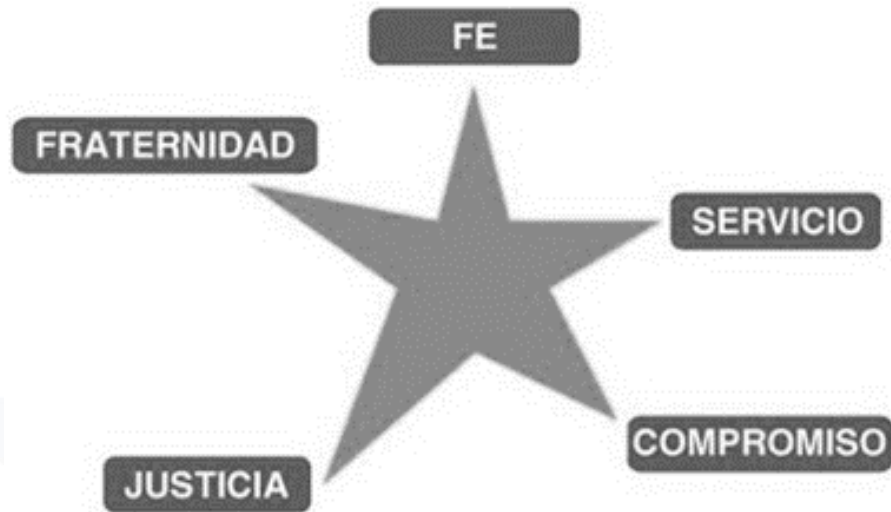 FE
FRATERNIDAD
SERVICIO
COMPROMISO
JUSTICIA